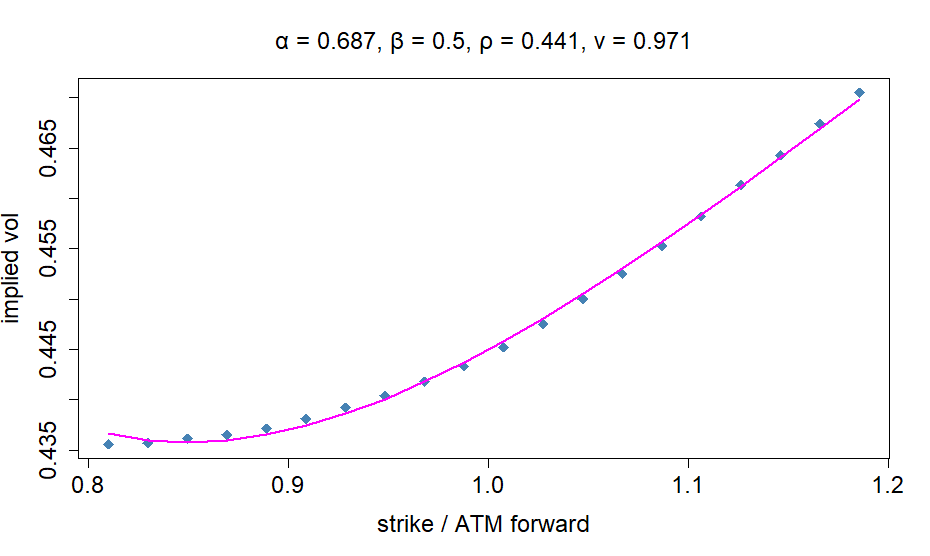 α = 0.687, β = 0.5, ρ = 0.441, ν = 0.971
implied vol
0.465
0.455
0.445
0.435
0.8 0.9 1.0 1.1 1.2
strike / ATM forward